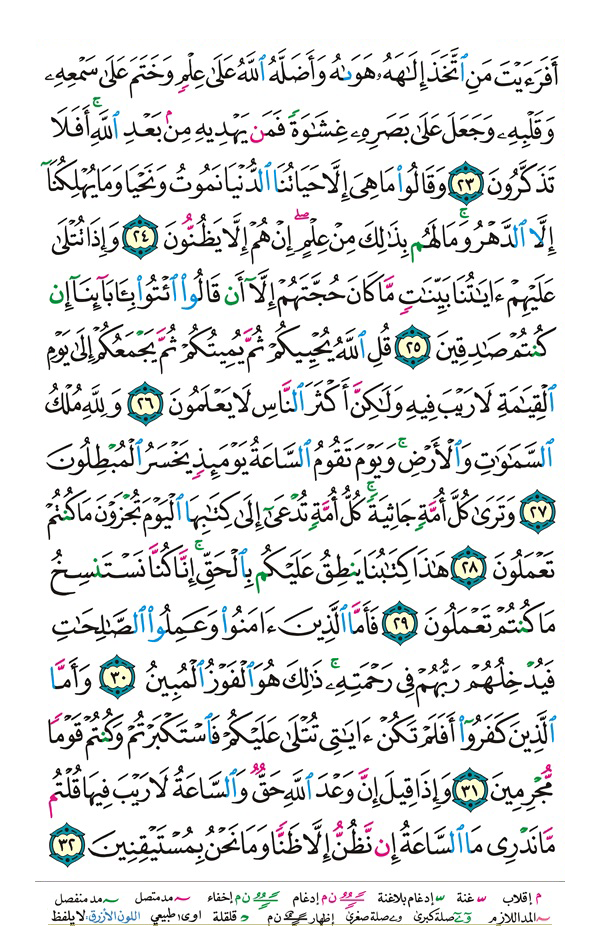 أَفَرَءَيۡتَ مَنِ ٱتَّخَذَ إِلَٰهَهُۥ هَوَىٰهُ وَأَضَلَّهُ ٱللَّهُ عَلَىٰ عِلۡمٖ وَخَتَمَ عَلَىٰ سَمۡعِهِۦ
وَقَلۡبِهِۦ وَجَعَلَ عَلَىٰ بَصَرِهِۦ غِشَٰوَةٗ فَمَن يَهۡدِيهِ مِنۢ بَعۡدِ ٱللَّهِۚ أَفَلَا
تَذَكَّرُونَ ٢٣ وَقَالُواْ مَا هِيَ إِلَّا حَيَاتُنَا ٱلدُّنۡيَا نَمُوتُ وَنَحۡيَا وَمَا يُهۡلِكُنَآ
إِلَّا ٱلدَّهۡرُۚ وَمَا لَهُم بِذَٰلِكَ مِنۡ عِلۡمٍۖ إِنۡ هُمۡ إِلَّا يَظُنُّونَ ٢٤ وَإِذَا تُتۡلَىٰ
عَلَيۡهِمۡ ءَايَٰتُنَا بَيِّنَٰتٖ مَّا كَانَ حُجَّتَهُمۡ إِلَّآ أَن قَالُواْ ٱئۡتُواْ بِـَٔابَآئِنَآ إِن
كُنتُمۡ صَٰدِقِينَ ٢٥ قُلِ ٱللَّهُ يُحۡيِيكُمۡ ثُمَّ يُمِيتُكُمۡ ثُمَّ يَجۡمَعُكُمۡ إِلَىٰ يَوۡمِ
ٱلۡقِيَٰمَةِ لَا رَيۡبَ فِيهِ وَلَٰكِنَّ أَكۡثَرَ ٱلنَّاسِ لَا يَعۡلَمُونَ ٢٦ وَلِلَّهِ مُلۡكُ
ٱلسَّمَٰوَٰتِ وَٱلۡأَرۡضِۚ وَيَوۡمَ تَقُومُ ٱلسَّاعَةُ يَوۡمَئِذٖ يَخۡسَرُ ٱلۡمُبۡطِلُونَ
٢٧ وَتَرَىٰ كُلَّ أُمَّةٖ جَاثِيَةٗۚ كُلُّ أُمَّةٖ تُدۡعَىٰٓ إِلَىٰ كِتَٰبِهَا ٱلۡيَوۡمَ تُجۡزَوۡنَ مَا كُنتُمۡ
تَعۡمَلُونَ ٢٨ هَٰذَا كِتَٰبُنَا يَنطِقُ عَلَيۡكُم بِٱلۡحَقِّۚ إِنَّا كُنَّا نَسۡتَنسِخُ
مَا كُنتُمۡ تَعۡمَلُونَ ٢٩ فَأَمَّا ٱلَّذِينَ ءَامَنُواْ وَعَمِلُواْ ٱلصَّٰلِحَٰتِ
فَيُدۡخِلُهُمۡ رَبُّهُمۡ فِي رَحۡمَتِهِۦۚ ذَٰلِكَ هُوَ ٱلۡفَوۡزُ ٱلۡمُبِينُ ٣٠ وَأَمَّا
ٱلَّذِينَ كَفَرُوٓاْ أَفَلَمۡ تَكُنۡ ءَايَٰتِي تُتۡلَىٰ عَلَيۡكُمۡ فَٱسۡتَكۡبَرۡتُمۡ وَكُنتُمۡ قَوۡمٗا
مُّجۡرِمِينَ ٣١ وَإِذَا قِيلَ إِنَّ وَعۡدَ ٱللَّهِ حَقّٞ وَٱلسَّاعَةُ لَا رَيۡبَ فِيهَا قُلۡتُم
مَّا نَدۡرِي مَا ٱلسَّاعَةُ إِن نَّظُنُّ إِلَّا ظَنّٗا وَمَا نَحۡنُ بِمُسۡتَيۡقِنِينَ ٣٢
م إقلاب غنة إدغام بلاغنة ن م إدغام ن م إخفاء مد متصل مد منفصل
المد اللازم صلة كبرى صلة صغرى إظهار ن م قلقلة اوى طبيعي اللون الأزرق: لا يلفظ